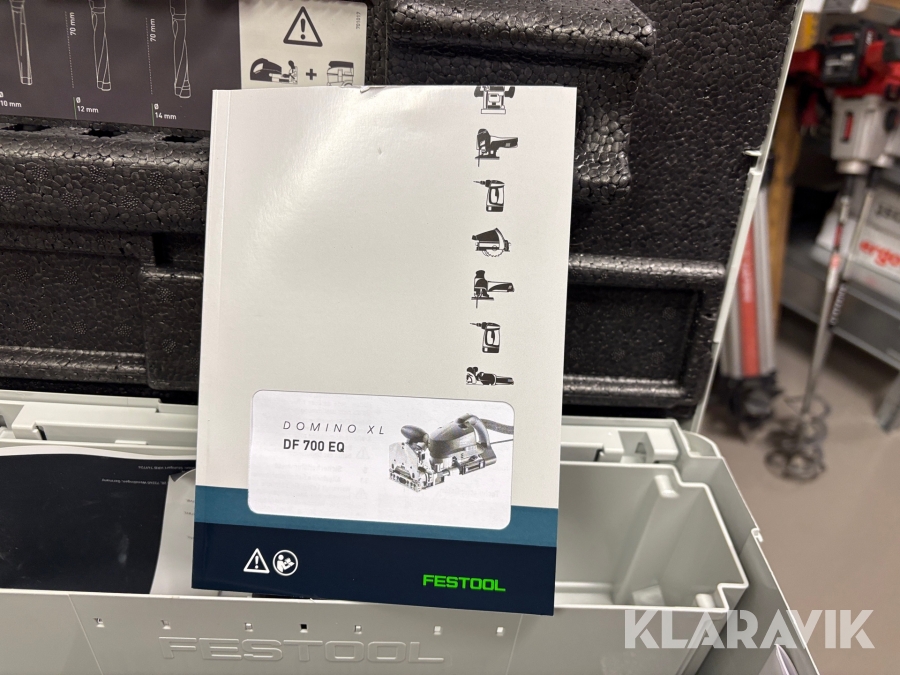 70 mm
70 mm
Ø
10 mm
Ø
12 mm
Ø
14 mm
DOMINO XL
DF 700 EQ
FESTOOL
FESTOOL
KLARAVIK